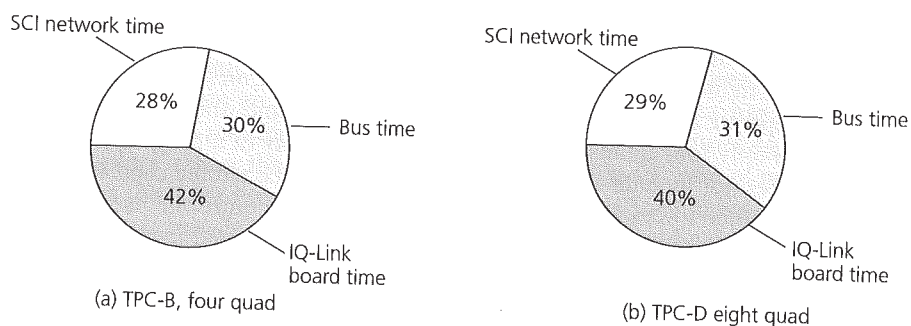 SCI network time
28%
30%
Bus time
42%
IQ-Link
board time
(a) TPC-B, four quad
SCI network time
29%
31%
Bus time
40%
IQ-Link
board time
(b) TPC-D eight quad